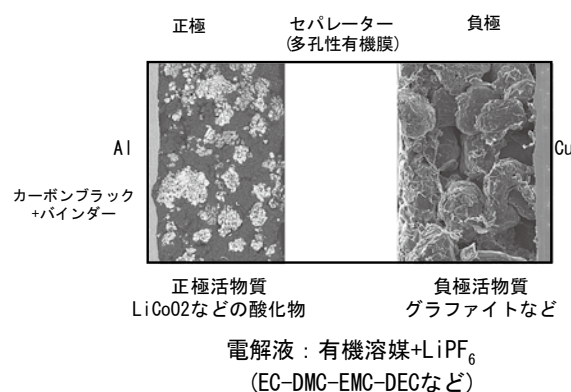 正極
セパレーター
(多孔性有機膜)
負極
Al
Cu
カーボンブラック
+バインダー
正極活物質
LiCoO2などの酸化物
負極活物質
グラファイトなど
電解液：有機溶媒+LiPF₆
(EC-DMC-EMC-DECなど)